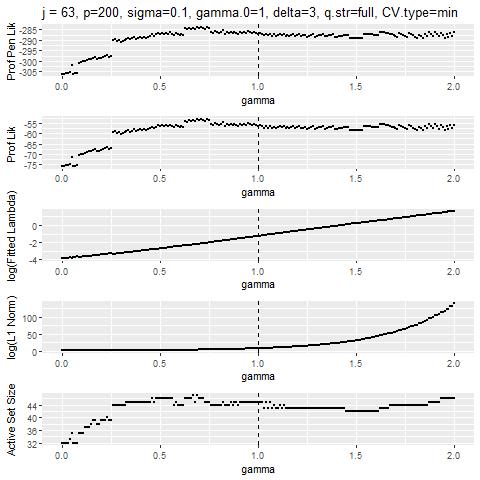 j = 63, p=200, sigma=0.1, gamma.0=1, delta=3, q.str=full, CV.type=min
Prof Pen Lik
-285
-290
-295
-300
-305
0.0 0.5 1.0 1.5 2.0
gamma
Prof Lik
-55
-60
-65
-70
-75
0.0 0.5 1.0 1.5 2.0
gamma
log(Fitted Lambda)
0
-2
-4
0.0 0.5 1.0 1.5 2.0
gamma
log(L1 Norm)
100
50
0
0.0 0.5 1.0 1.5 2.0
gamma
Active Set Size
44
40
36
32
0.0 0.5 1.0 1.5 2.0
gamma